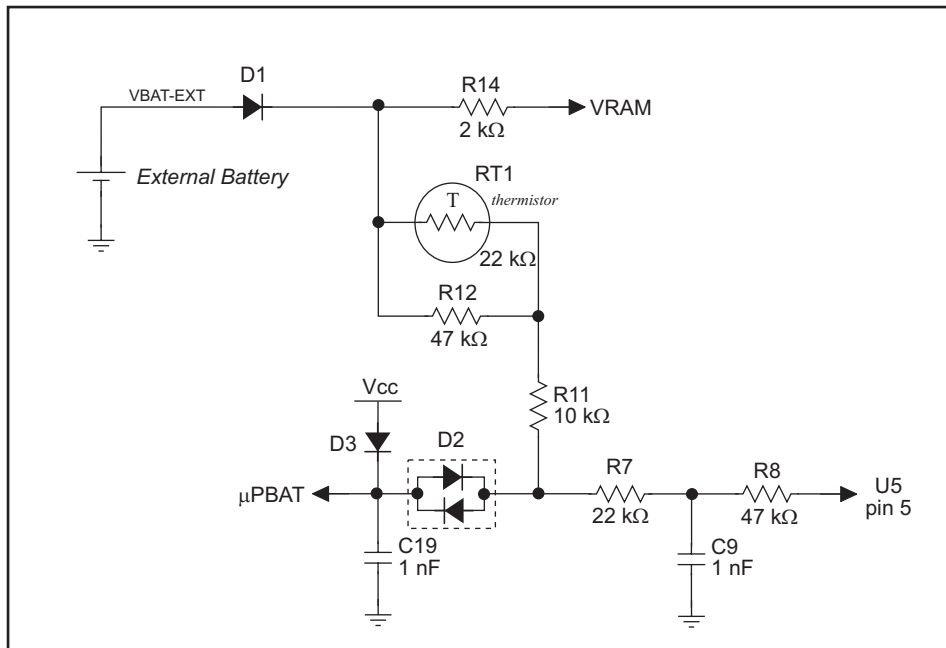 D1
VBAT-EXT
R14
2 kΩ
VRAM
External Battery
RT1
thermistor
T
22 kΩ
R12
47 kΩ
R11
10 kΩ
Vcc
D3
D2
µPBAT
R7
22 kΩ
R8
47 kΩ
U5
pin 5
C19
1 nF
C9
1 nF